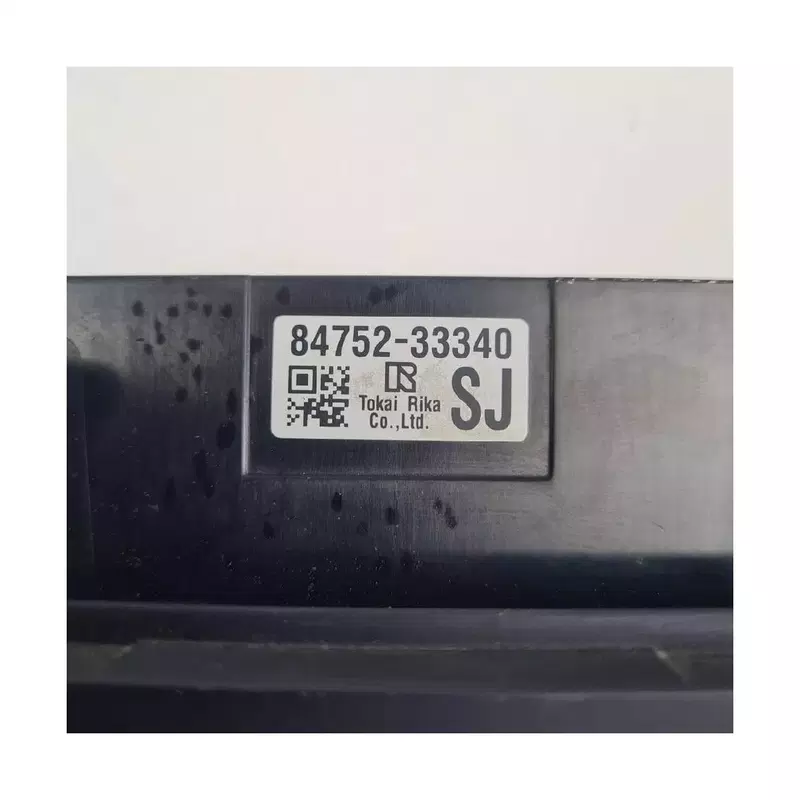 84752-33340
Tokai Rika
Co.,Ltd.
SJ